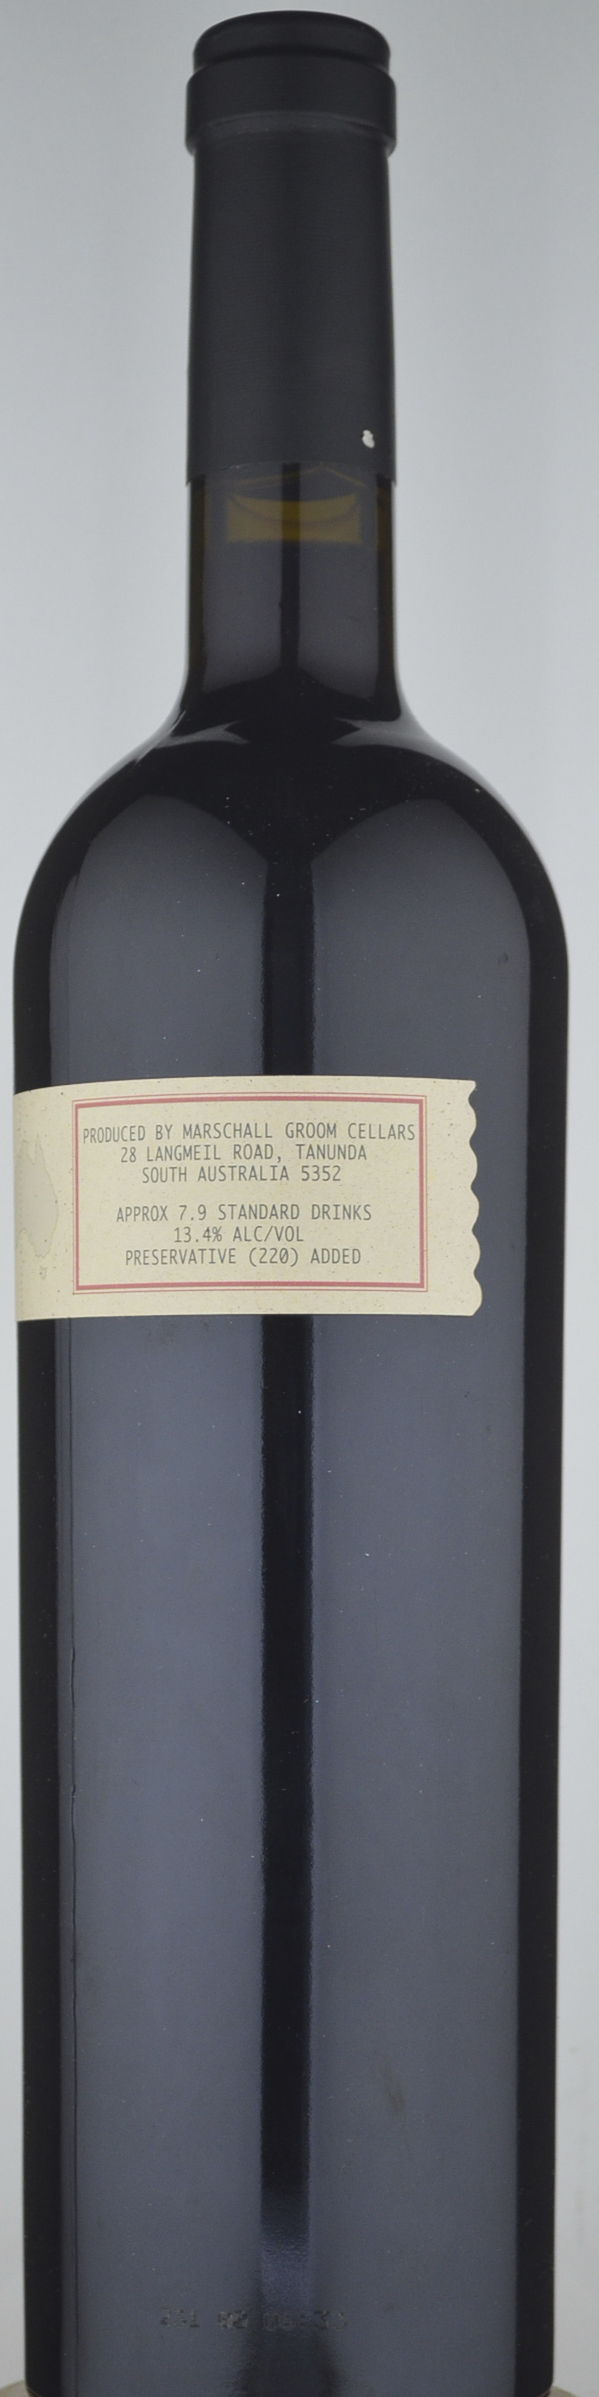 PRODUCED BY MARSCHALL GROOM CELLARS
28 LANGMEIL ROAD, TANUNDA
SOUTH AUSTRALIA 5352
APPROX 7.9 STANDARD DRINKS
13.4% ALC/VOL
PRESERVATIVE (220) ADDED